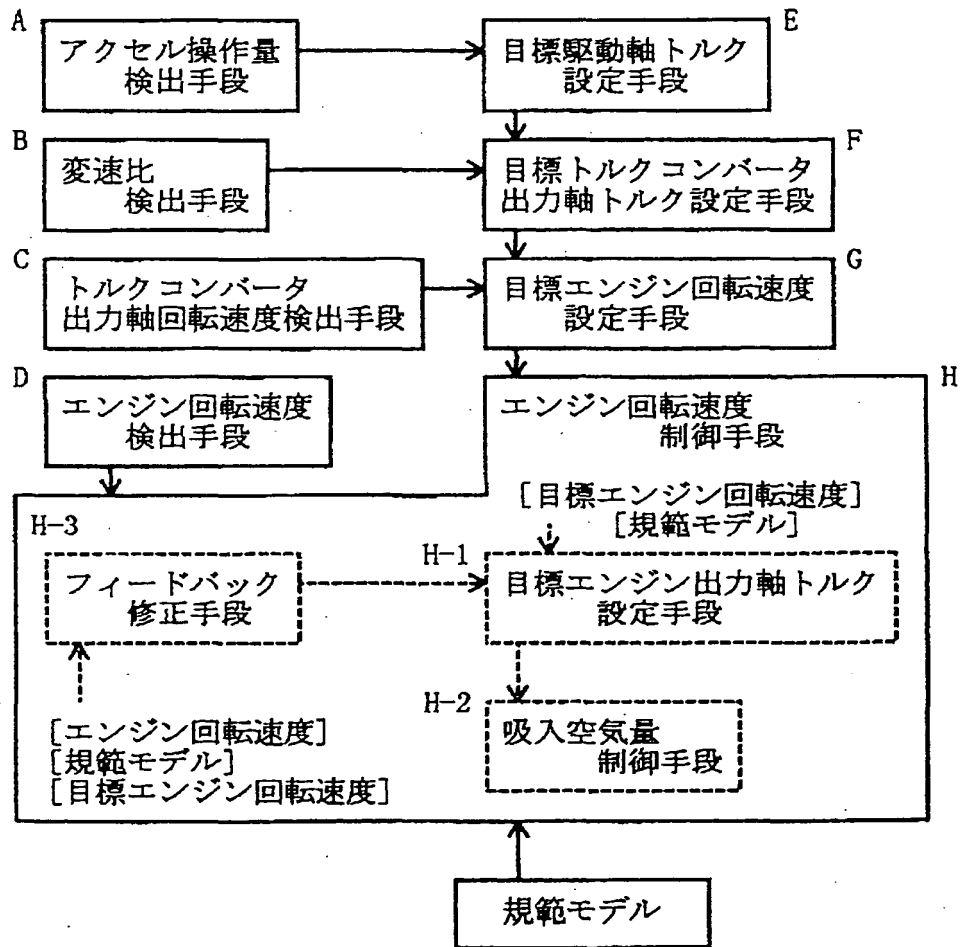 A
アクセル操作量
検出手段
E
目標駆動軸トルク
設定手段
B
変速比
検出手段
F
目標トルクコンバータ
出力軸トルク設定手段
C
トルクコンバータ
出力軸回転速度検出手段
G
目標エンジン回転速度
設定手段
D
エンジン回転速度
検出手段
H
エンジン回転速度
制御手段
[目標エンジン回転速度]
[規範モデル]
H-3
フィードバック
修正手段
H-1
目標エンジン出力軸トルク
設定手段
H-2
吸入空気量
制御手段
[エンジン回転速度]
[規範モデル]
[目標エンジン回転速度]
規範モデル